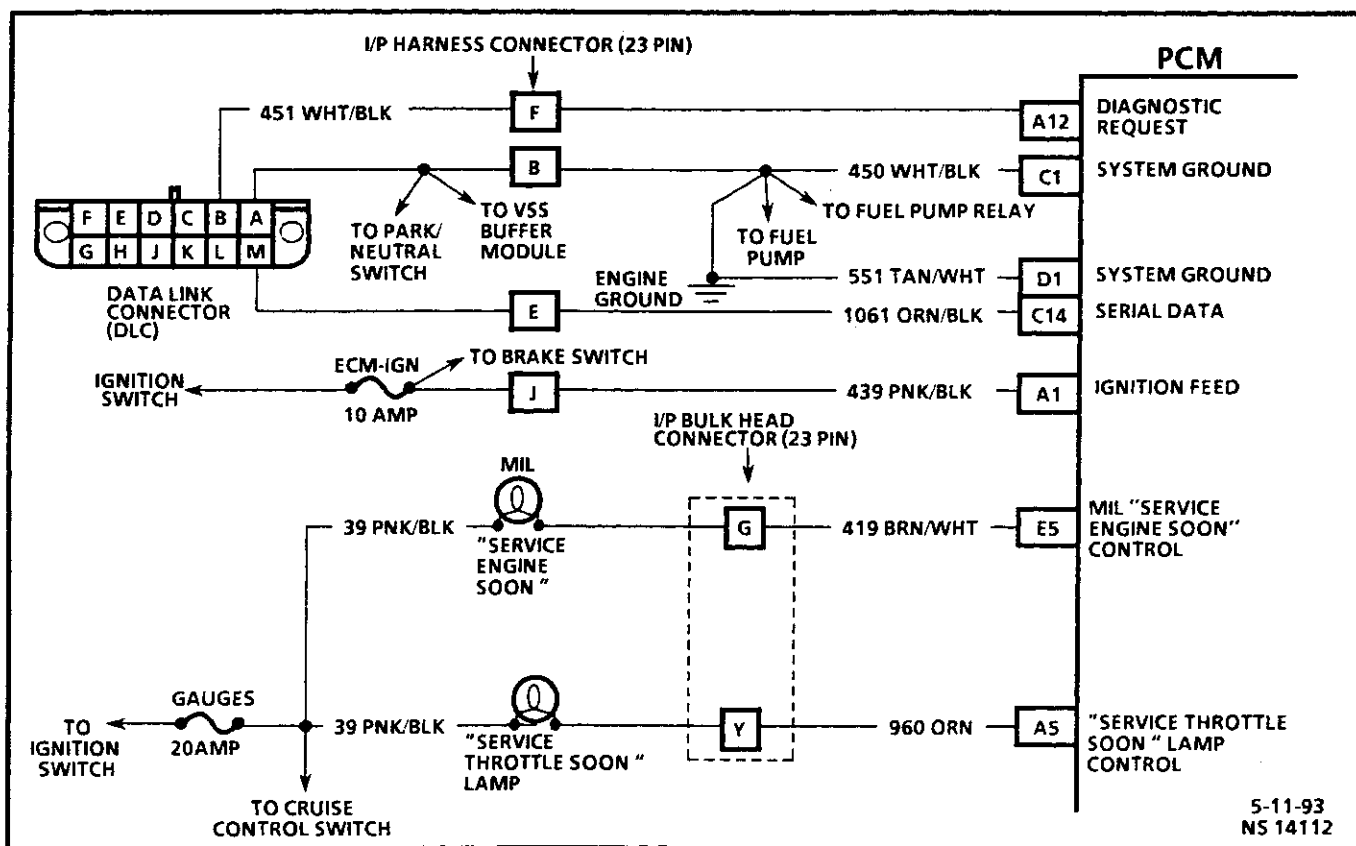 I/P HARNESS CONNECTOR (23 PIN)
PCM
451 WHT/BLK
F
A12
DIAGNOSTIC
REQUEST
B
450 WHT/BLK
C1
SYSTEM GROUND
F E D C B A
G H J K L M
TO PARK/
NEUTRAL
SWITCH
TO VSS
BUFFER
MODULE
TO FUEL PUMP RELAY
TO FUEL
PUMP
DATA LINK
CONNECTOR
(DLC)
ENGINE
GROUND
551 TAN/WHT
D1
SYSTEM GROUND
E
1061 ORN/BLK
C14
SERIAL DATA
IGNITION
SWITCH
ECM-IGN
10 AMP
TO BRAKE SWITCH
J
439 PNK/BLK
A1
IGNITION FEED
I/P BULK HEAD
CONNECTOR (23 PIN)
MIL
39 PNK/BLK
"SERVICE
ENGINE
SOON "
G
419 BRN/WHT
E5
MIL "SERVICE
ENGINE SOON"
CONTROL
TO
IGNITION
SWITCH
GAUGES
20AMP
39 PNK/BLK
"SERVICE
THROTTLE SOON "
LAMP
Y
960 ORN
A5
"SERVICE THROTTLE
SOON " LAMP
CONTROL
TO CRUISE
CONTROL SWITCH
5-11-93
NS 14112